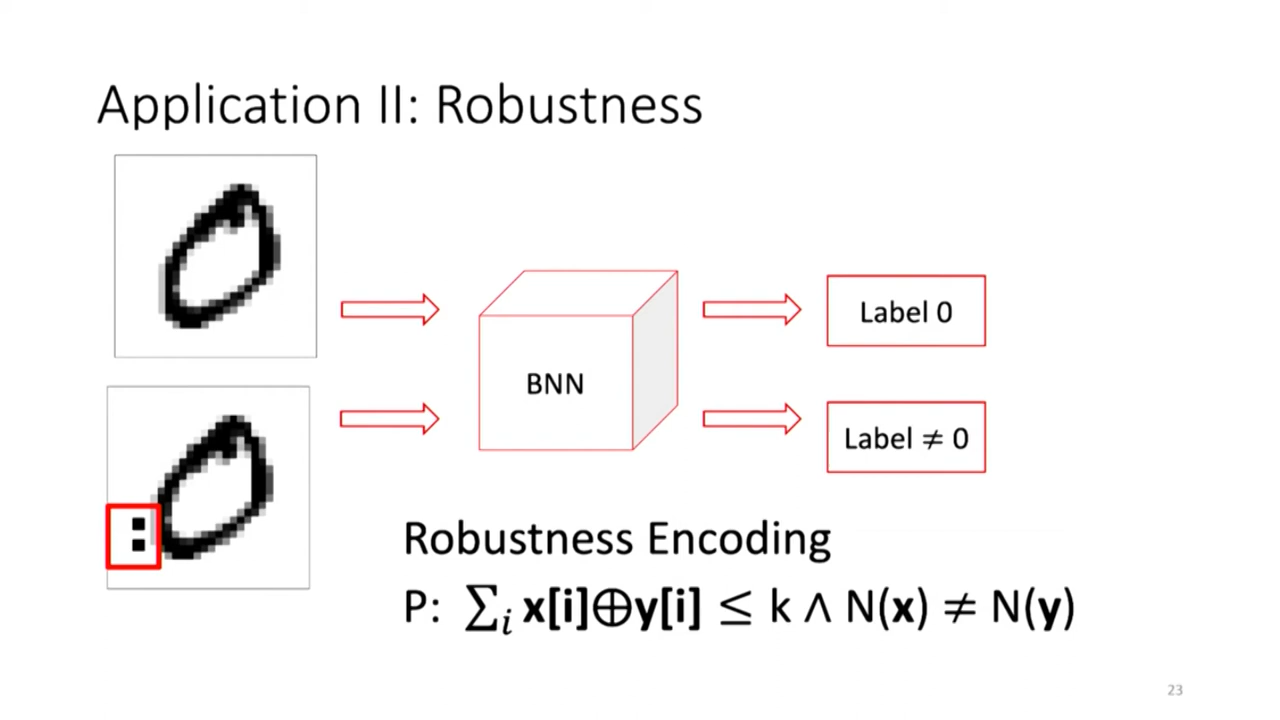 Application II: Robustness
BNN
Label 0
Label ≠ 0
Robustness Encoding
P: ∑ᵢ x[i]⊕y[i] ≤ k ∧ N(x) ≠ N(y)
23